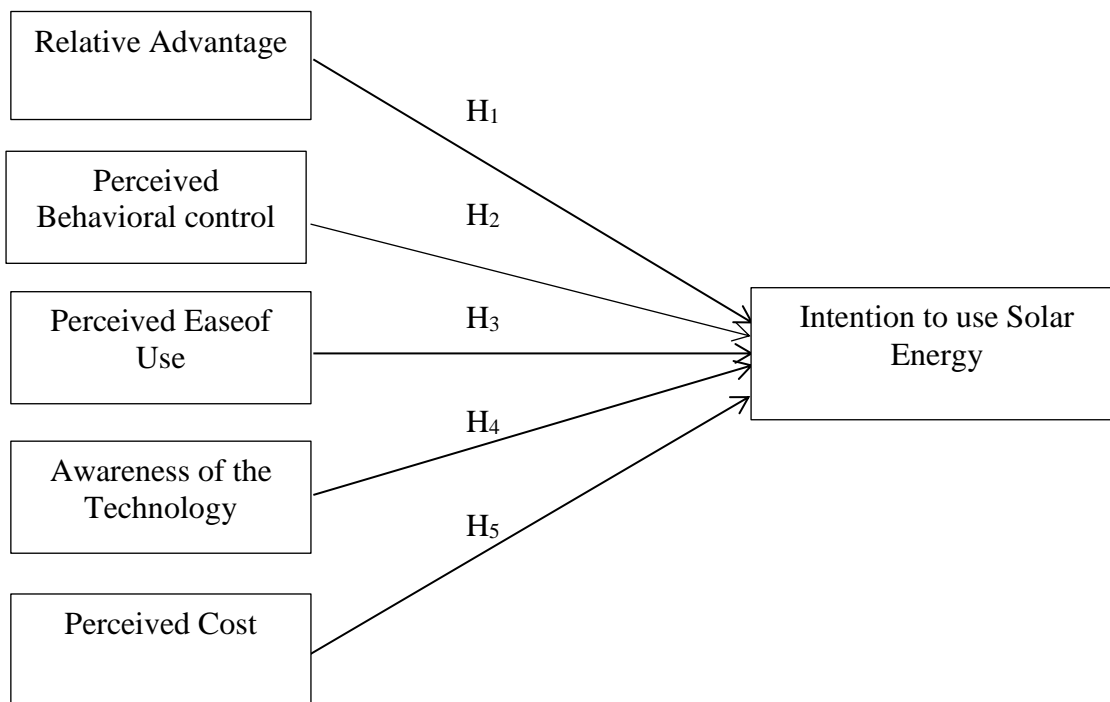 Relative Advantage
H₁
Perceived
Behavioral control
H₂
Perceived Easeof
Use
H₃
Intention to use Solar
Energy
Awareness of the
Technology
H₄
Perceived Cost
H₅